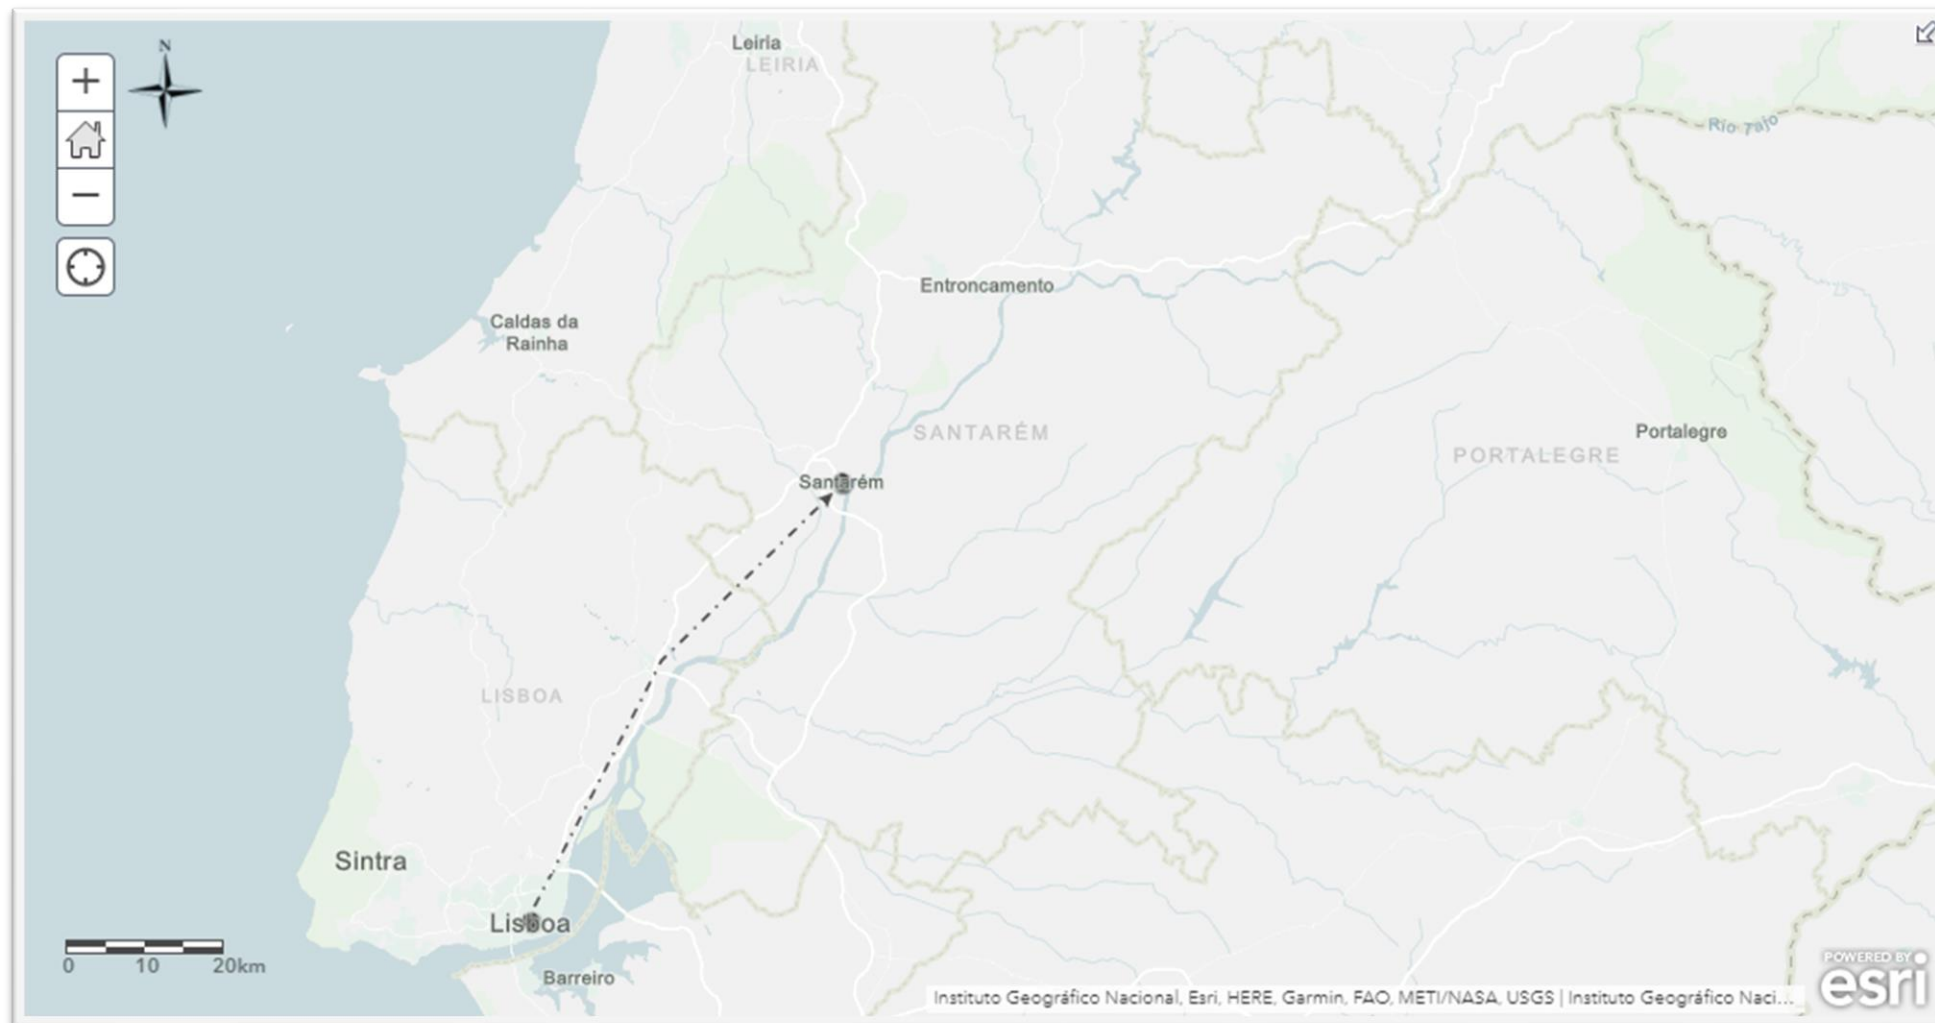 N
+
−
Leiria
LEIRIA
Rio Tajo
Entroncamento
Caldas da
Rainha
SANTARÉM
Portalegre
PORTALEGRE
Santarém
LISBOA
Sintra
Lisboa
Barreiro
0 10 20km
POWERED BY
esri
Instituto Geográfico Nacional, Esri, HERE, Garmin, FAO, METI/NASA, USGS | Instituto Geográfico Naci...